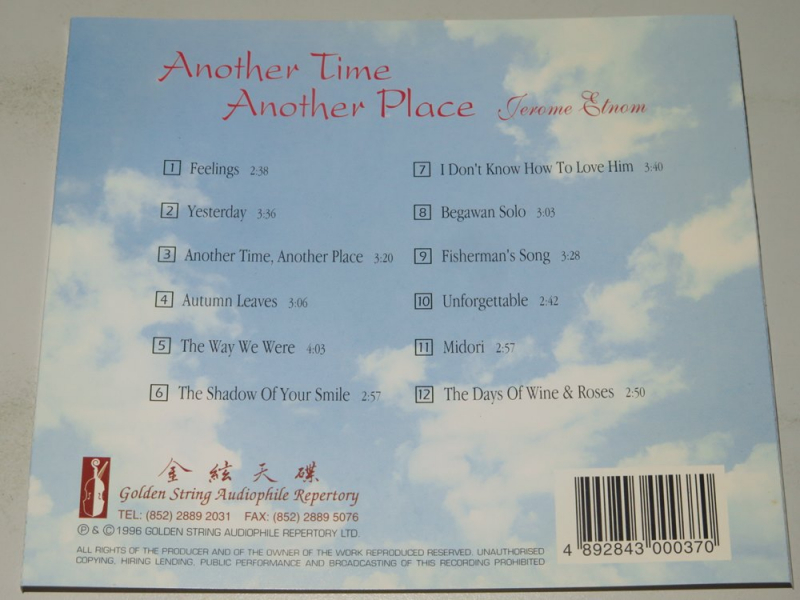 Another Time
Another Place Jerome Etnom
1 Feelings 2:38
2 Yesterday 3:36
3 Another Time, Another Place 3:20
4 Autumn Leaves 3:06
5 The Way We Were 4:03
6 The Shadow Of Your Smile 2:57
7 I Don't Know How To Love Him 3:40
8 Begawan Solo 3:03
9 Fisherman's Song 3:28
10 Unforgettable 2:42
11 Midori 2:57
12 The Days Of Wine & Roses 2:50
金絃天碟
Golden String Audiophile Repertory
TEL: (852) 2889 2031 FAX: (852) 2889 5076
℗ & © 1996 GOLDEN STRING AUDIOPHILE REPERTORY LTD.
ALL RIGHTS OF THE PRODUCER AND OF THE OWNER OF THE WORK REPRODUCED RESERVED. UNAUTHORISED
COPYING, HIRING LENDING, PUBLIC PERFORMANCE AND BROADCASTING OF THIS RECORDING PROHIBITED
4 892843 000370